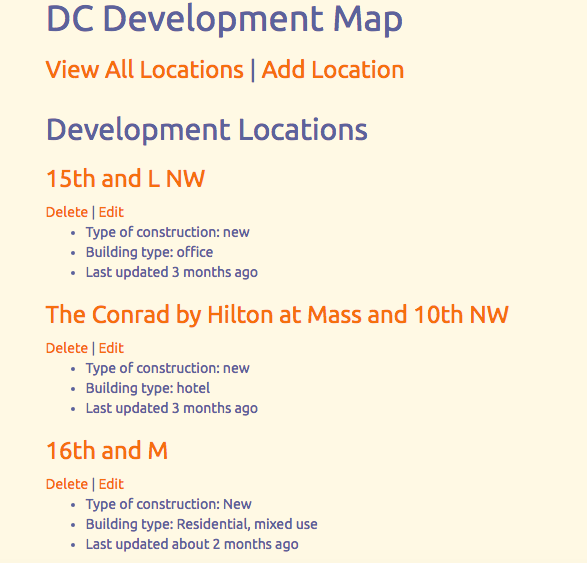 DC Development Map
View All Locations | Add Location
Development Locations
15th and L NW
Delete | Edit
• Type of construction: new
• Building type: office
• Last updated 3 months ago
The Conrad by Hilton at Mass and 10th NW
Delete | Edit
• Type of construction: new
• Building type: hotel
• Last updated 3 months ago
16th and M
Delete | Edit
• Type of construction: New
• Building type: Residential, mixed use
• Last updated about 2 months ago